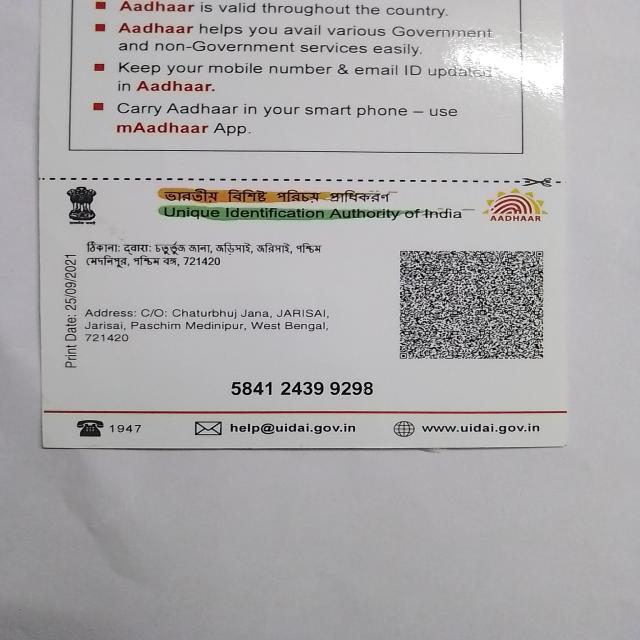 Aadhaar is valid throughout the country.
Aadhaar helps you avail various Government
and non-Government services easily.
Keep your mobile number & email ID updated
in Aadhaar.
Carry Aadhaar in your smart phone – use
mAadhaar App.
ভারতীয় বিশিষ্ট পরিচয় প্রাধিকরণ
Unique Identification Authority of India
AADHAAR
ঠিকানা: দ্বারা: চতুর্ভুজ জানা, জড়িসাই, জরিসাই, পশ্চিম
মেদনিপুর, পশ্চিম বঙ্গ, 721420
Print Date: 25/09/2021
Address: C/O: Chaturbhuj Jana, JARISAI,
Jarisai, Paschim Medinipur, West Bengal,
721420
5841 2439 9298
1947 help@uidai.gov.in www.uidai.gov.in